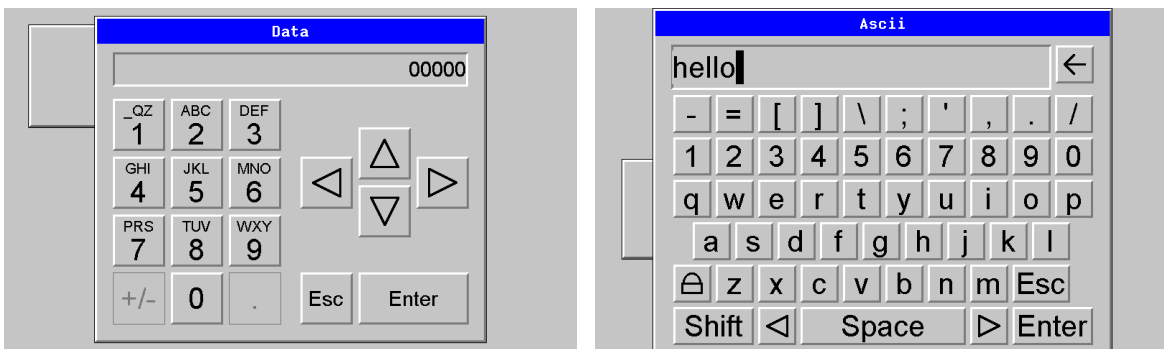 Data
00000
_QZ ABC DEF
1 2 3
GHI JKL MNO
4 5 6
PRS TUV WXY
7 8 9
+/- 0 . Esc Enter
Ascii
hello
- = [ ] \ ; ' , . /
1 2 3 4 5 6 7 8 9 0
q w e r t y u i o p
a s d f g h j k l
z x c v b n m Esc
Shift Space Enter